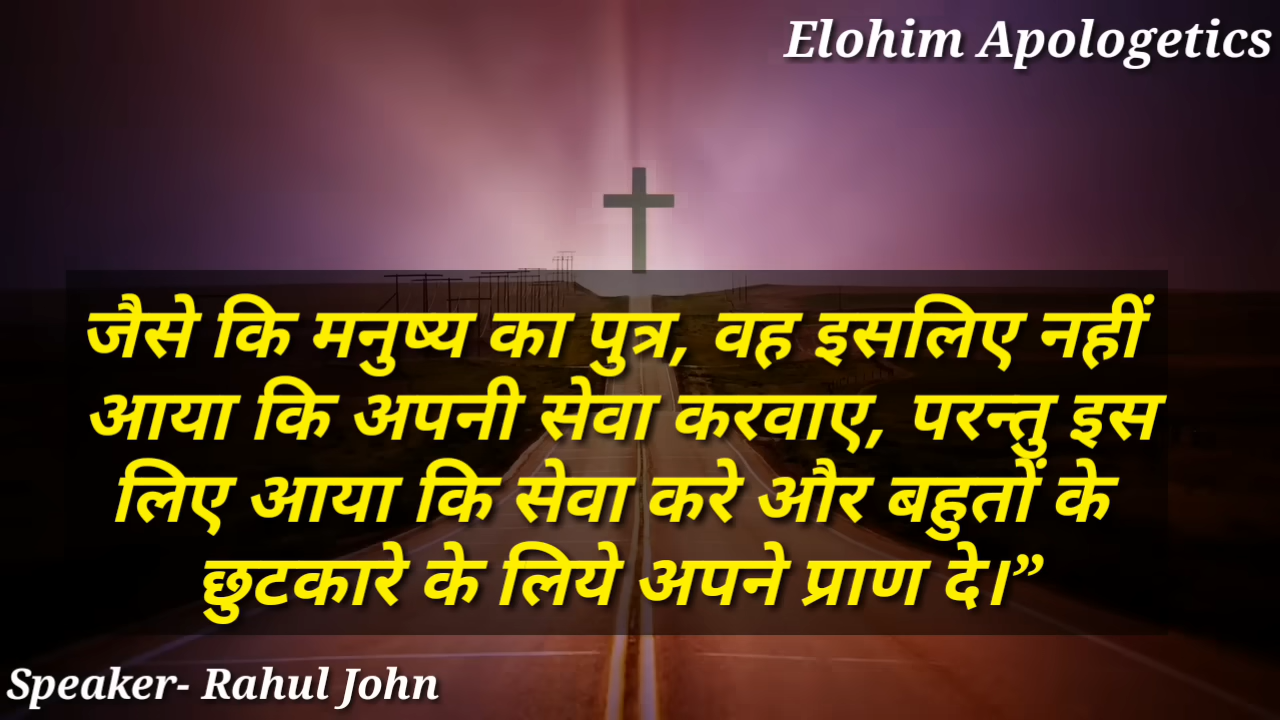 Elohim Apologetics
जैसे कि मनुष्य का पुत्र, वह इसलिए नहीं
आया कि अपनी सेवा करवाए, परन्तु इस
लिए आया कि सेवा करे और बहुतों के
छुटकारे के लिये अपने प्राण दे।”
Speaker- Rahul John